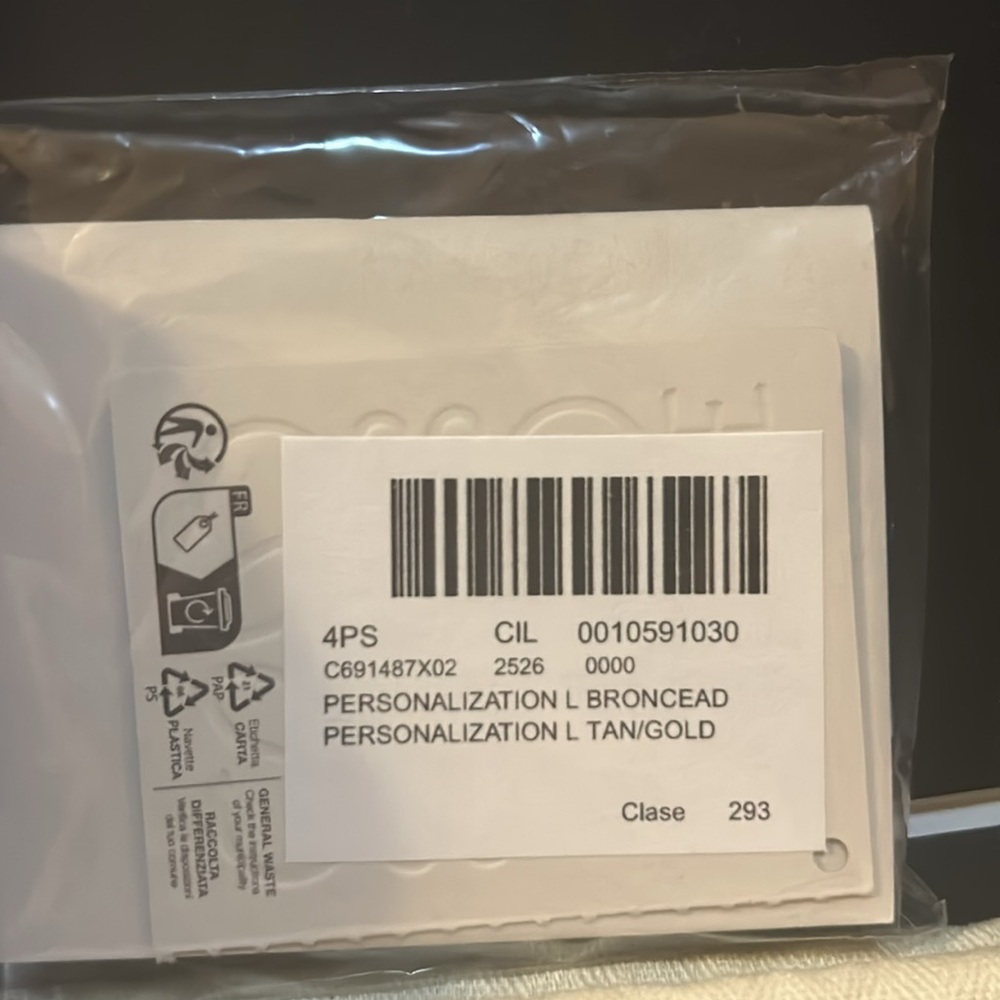 4PS CIL 0010591030
C691487X02 2526 0000
PERSONALIZATION L BRONCEAD
PERSONALIZATION L TAN/GOLD
Clase 293
FR
21
PAP
Etichetta
CARTA
PS
Navette
PLASTICA
GENERAL WASTE
Check the instructions
of your municipality
RACCOLTA
DIFFERENZIATA
Verifica le disposizioni
del tuo comune